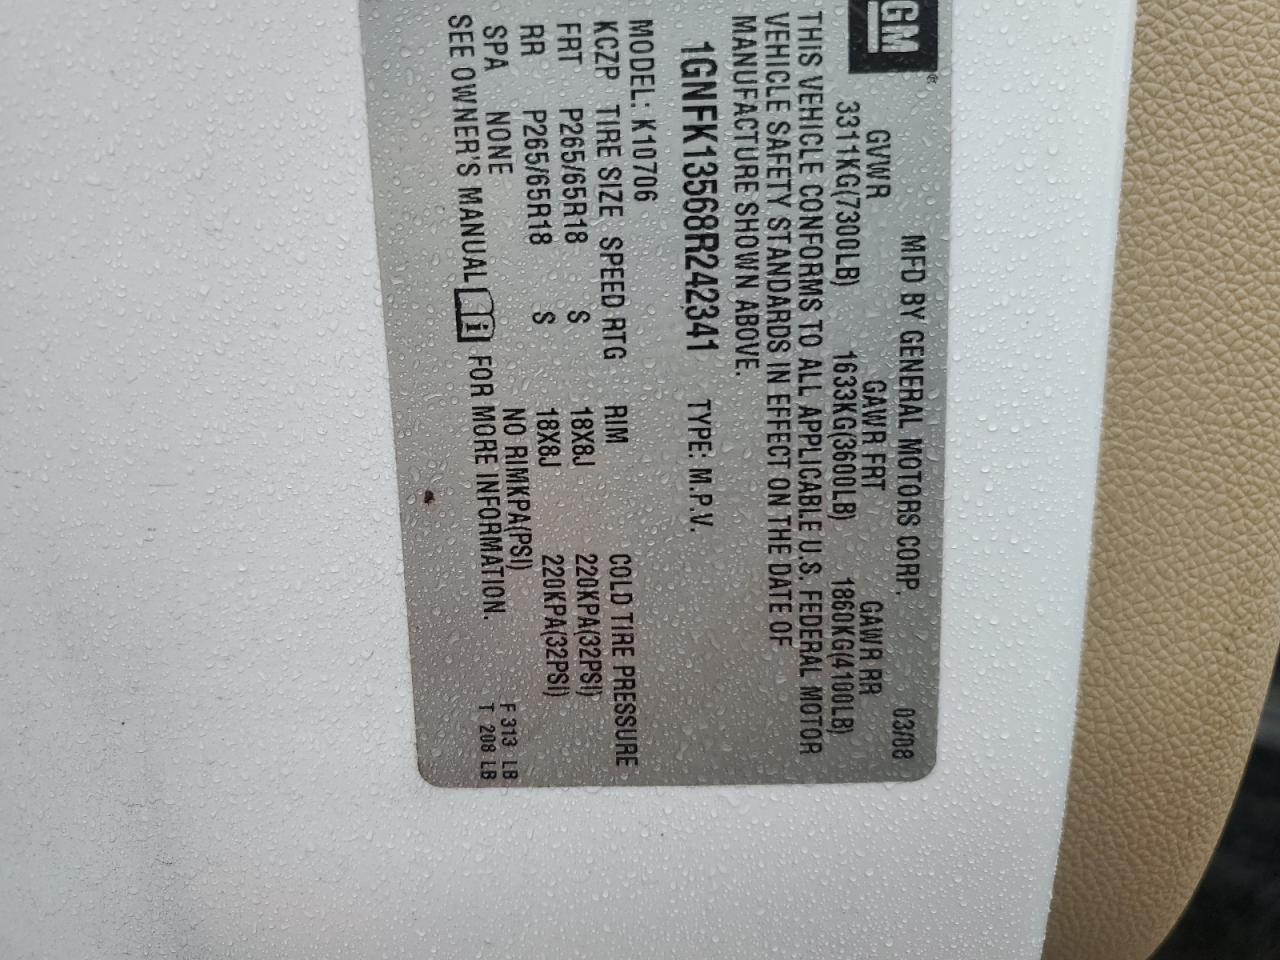 GM®
MFD BY GENERAL MOTORS CORP. 03/08
GVWR GAWR FRT GAWR RR
3311KG(7300LB) 1633KG(3600LB) 1860KG(4100LB)
THIS VEHICLE CONFORMS TO ALL APPLICABLE U.S. FEDERAL MOTOR
VEHICLE SAFETY STANDARDS IN EFFECT ON THE DATE OF
MANUFACTURE SHOWN ABOVE.
1GNFK13568R242341 TYPE: M.P.V.
MODEL: K10706
KCZP TIRE SIZE SPEED RTG RIM COLD TIRE PRESSURE
FRT P265/65R18 S 18X8J 220KPA(32PSI)
RR P265/65R18 S 18X8J 220KPA(32PSI)
SPA NONE NO RIMKPA(PSI)
SEE OWNER'S MANUAL i FOR MORE INFORMATION.
F 313 LB
T 208 LB